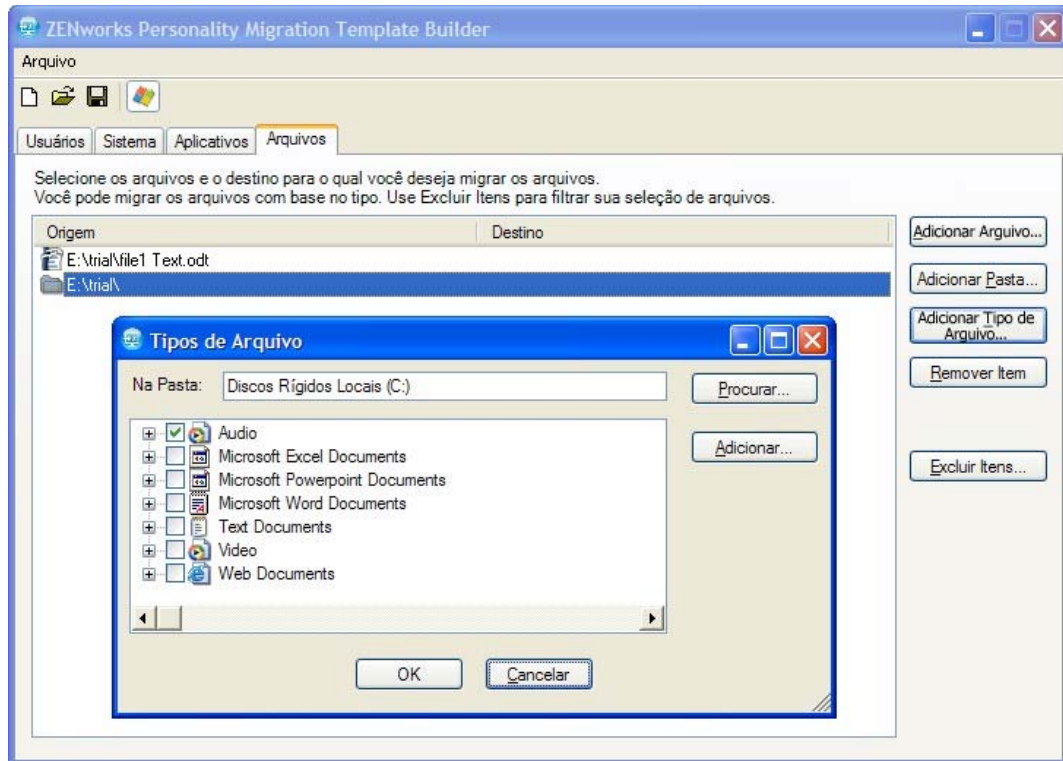 ZENworks Personality Migration Template Builder
Arquivo
Usuários Sistema Aplicativos Arquivos
Selecione os arquivos e o destino para o qual você deseja migrar os arquivos.
Você pode migrar os arquivos com base no tipo. Use Excluir Itens para filtrar sua seleção de arquivos.
Origem Destino
E:\trial\file1 Text.odt
E:\trial\
Adicionar Arquivo...
Adicionar Pasta...
Adicionar Tipo de
Arquivo...
Remover Item
Excluir Itens...
Tipos de Arquivo
Na Pasta: Discos Rígidos Locais (C:) Procurar...
Adicionar...
Audio
Microsoft Excel Documents
Microsoft Powerpoint Documents
Microsoft Word Documents
Text Documents
Video
Web Documents
OK Cancelar